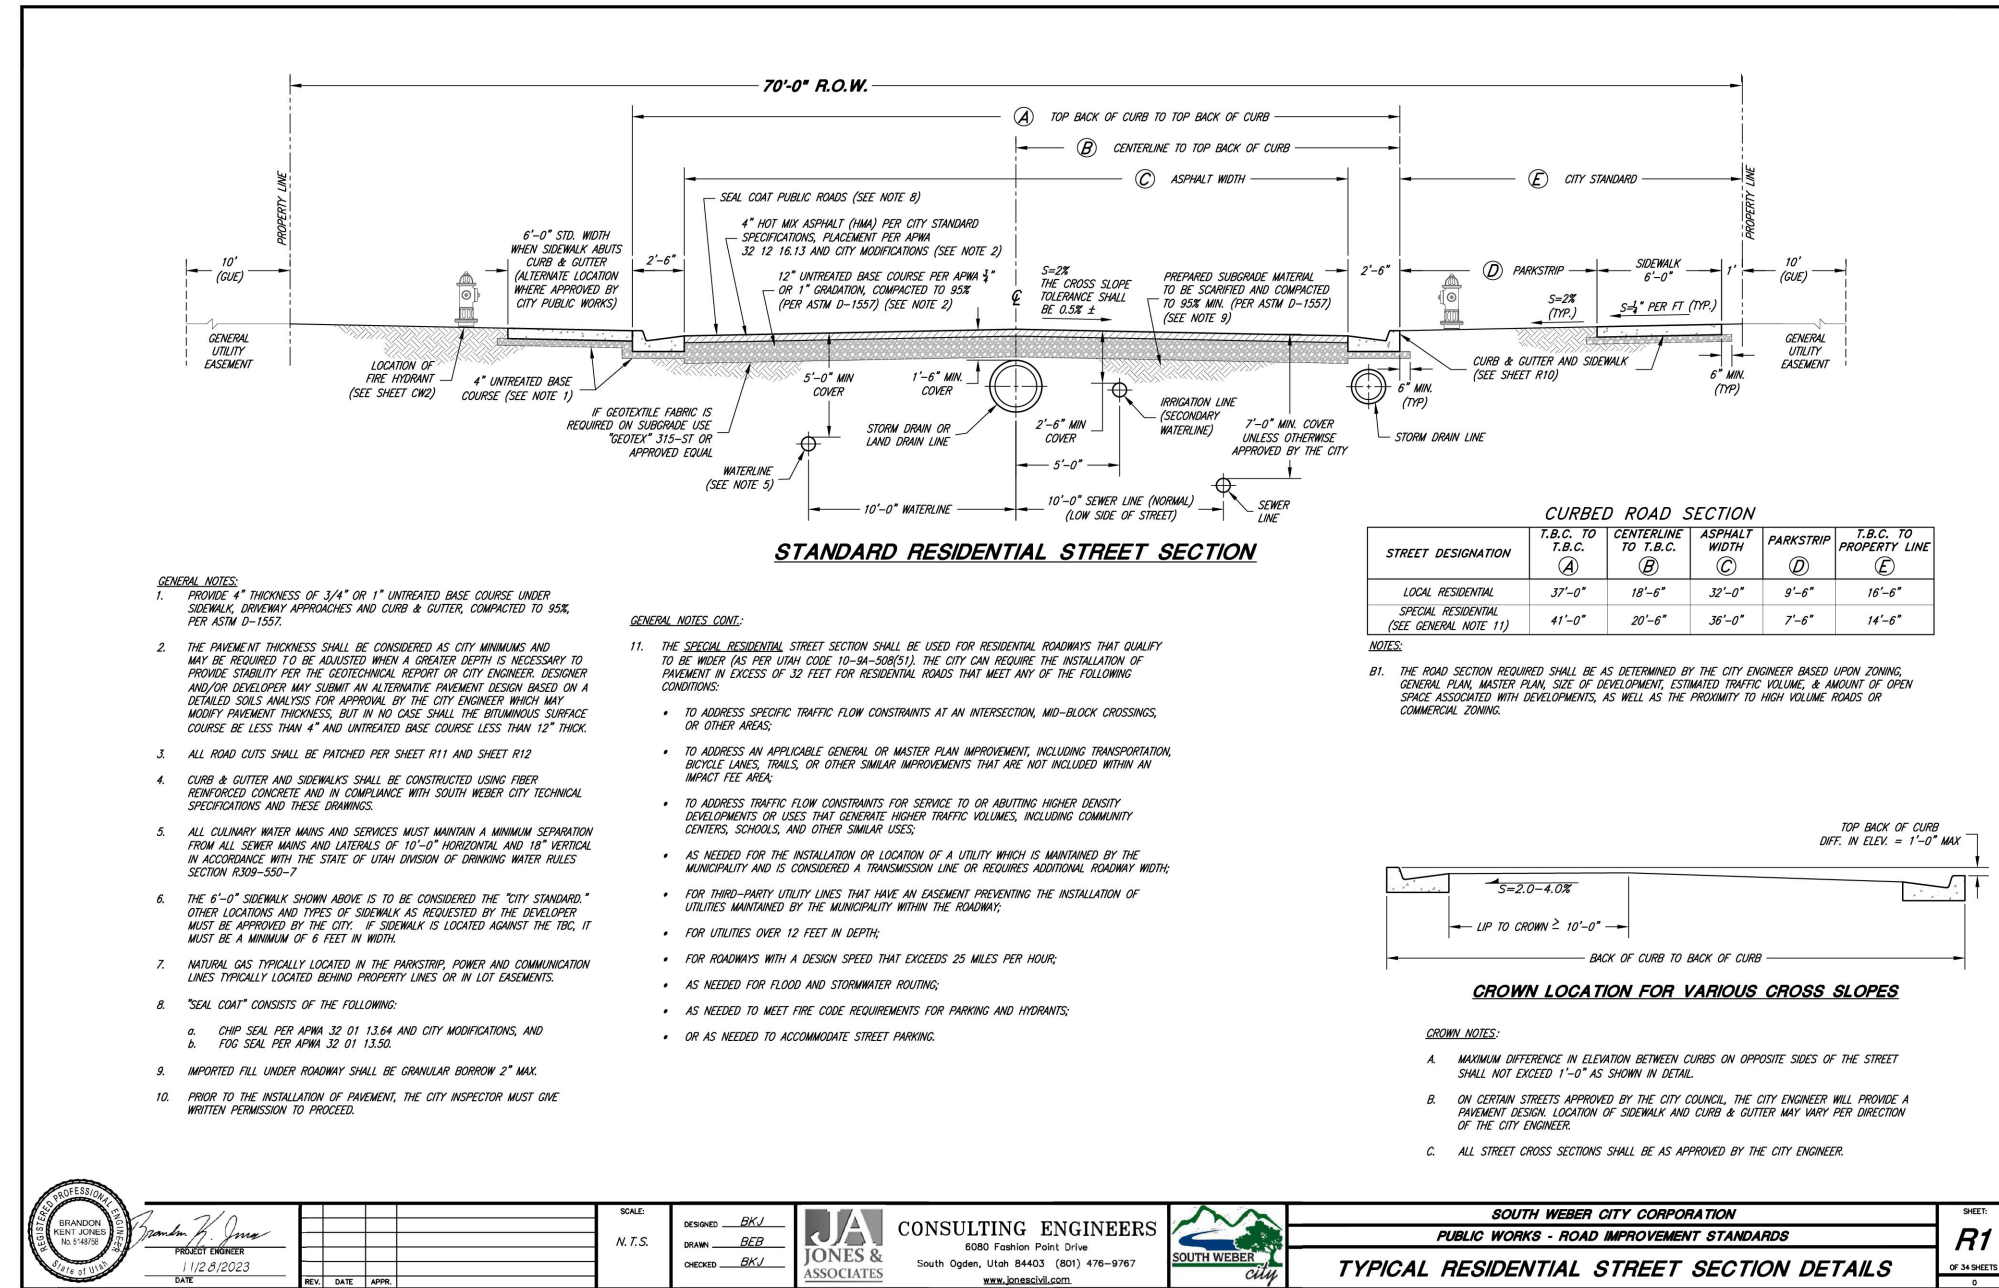 70'-0" R.O.W.
Ⓐ TOP BACK OF CURB TO TOP BACK OF CURB
Ⓑ CENTERLINE TO TOP BACK OF CURB
Ⓒ ASPHALT WIDTH
Ⓔ CITY STANDARD
PROPERTY LINE
PROPERTY LINE
SEAL COAT PUBLIC ROADS (SEE NOTE 8)
4" HOT MIX ASPHALT (HMA) PER CITY STANDARD
SPECIFICATIONS, PLACEMENT PER APWA
32 12 16.13 AND CITY MODIFICATIONS (SEE NOTE 2)
12" UNTREATED BASE COURSE PER APWA 3/4"
OR 1" GRADATION, COMPACTED TO 95%
(PER ASTM D-1557) (SEE NOTE 2)
6'-0" STD. WIDTH
WHEN SIDEWALK ABUTS
CURB & GUTTER
(ALTERNATE LOCATION
WHERE APPROVED BY
CITY PUBLIC WORKS)
2'-6"
10'
(GUE)
℄
S=2%
THE CROSS SLOPE
TOLERANCE SHALL
BE 0.5% ±
PREPARED SUBGRADE MATERIAL
TO BE SCARIFIED AND COMPACTED
TO 95% MIN. (PER ASTM D-1557)
(SEE NOTE 9)
2'-6"
Ⓓ PARKSTRIP
SIDEWALK
6'-0"
1'
10'
(GUE)
S=2%
(TYP.)
S=1/4" PER FT (TYP.)
GENERAL
UTILITY
EASEMENT
LOCATION OF
FIRE HYDRANT
(SEE SHEET CW2)
4" UNTREATED BASE
COURSE (SEE NOTE 1)
IF GEOTEXTILE FABRIC IS
REQUIRED ON SUBGRADE USE
"GEOTEX" 315-ST OR
APPROVED EQUAL
5'-0" MIN
COVER
1'-6" MIN.
COVER
STORM DRAIN OR
LAND DRAIN LINE
2'-6" MIN
COVER
IRRIGATION LINE
(SECONDARY
WATERLINE)
7'-0" MIN. COVER
UNLESS OTHERWISE
APPROVED BY THE CITY
6" MIN.
(TYP)
STORM DRAIN LINE
CURB & GUTTER AND SIDEWALK
(SEE SHEET R10)
6" MIN.
(TYP)
GENERAL
UTILITY
EASEMENT
WATERLINE
(SEE NOTE 5)
5'-0"
10'-0" WATERLINE
10'-0" SEWER LINE (NORMAL)
(LOW SIDE OF STREET)
SEWER
LINE
STANDARD RESIDENTIAL STREET SECTION
CURBED ROAD SECTION
STREET DESIGNATION | T.B.C. TO T.B.C. Ⓐ | CENTERLINE TO T.B.C. Ⓑ | ASPHALT WIDTH Ⓒ | PARKSTRIP Ⓓ | T.B.C. TO PROPERTY LINE Ⓔ
LOCAL RESIDENTIAL | 37'-0" | 18'-6" | 32'-0" | 9'-6" | 16'-6"
SPECIAL RESIDENTIAL (SEE GENERAL NOTE 11) | 41'-0" | 20'-6" | 36'-0" | 7'-6" | 14'-6"
NOTES:
B1. THE ROAD SECTION REQUIRED SHALL BE AS DETERMINED BY THE CITY ENGINEER BASED UPON ZONING,
GENERAL PLAN, MASTER PLAN, SIZE OF DEVELOPMENT, ESTIMATED TRAFFIC VOLUME, & AMOUNT OF OPEN
SPACE ASSOCIATED WITH DEVELOPMENTS, AS WELL AS THE PROXIMITY TO HIGH VOLUME ROADS OR
COMMERCIAL ZONING.
GENERAL NOTES:
1. PROVIDE 4" THICKNESS OF 3/4" OR 1" UNTREATED BASE COURSE UNDER
SIDEWALK, DRIVEWAY APPROACHES AND CURB & GUTTER, COMPACTED TO 95%,
PER ASTM D-1557.
2. THE PAVEMENT THICKNESS SHALL BE CONSIDERED AS CITY MINIMUMS AND
MAY BE REQUIRED TO BE ADJUSTED WHEN A GREATER DEPTH IS NECESSARY TO
PROVIDE STABILITY PER THE GEOTECHNICAL REPORT OR CITY ENGINEER. DESIGNER
AND/OR DEVELOPER MAY SUBMIT AN ALTERNATIVE PAVEMENT DESIGN BASED ON A
DETAILED SOILS ANALYSIS FOR APPROVAL BY THE CITY ENGINEER WHICH MAY
MODIFY PAVEMENT THICKNESS, BUT IN NO CASE SHALL THE BITUMINOUS SURFACE
COURSE BE LESS THAN 4" AND UNTREATED BASE COURSE LESS THAN 12" THICK.
3. ALL ROAD CUTS SHALL BE PATCHED PER SHEET R11 AND SHEET R12
4. CURB & GUTTER AND SIDEWALKS SHALL BE CONSTRUCTED USING FIBER
REINFORCED CONCRETE AND IN COMPLIANCE WITH SOUTH WEBER CITY TECHNICAL
SPECIFICATIONS AND THESE DRAWINGS.
5. ALL CULINARY WATER MAINS AND SERVICES MUST MAINTAIN A MINIMUM SEPARATION
FROM ALL SEWER MAINS AND LATERALS OF 10'-0" HORIZONTAL AND 18" VERTICAL
IN ACCORDANCE WITH THE STATE OF UTAH DIVISION OF DRINKING WATER RULES
SECTION R309-550-7
6. THE 6'-0" SIDEWALK SHOWN ABOVE IS TO BE CONSIDERED THE "CITY STANDARD."
OTHER LOCATIONS AND TYPES OF SIDEWALK AS REQUESTED BY THE DEVELOPER
MUST BE APPROVED BY THE CITY. IF SIDEWALK IS LOCATED AGAINST THE TBC, IT
MUST BE A MINIMUM OF 6 FEET IN WIDTH.
7. NATURAL GAS TYPICALLY LOCATED IN THE PARKSTRIP, POWER AND COMMUNICATION
LINES TYPICALLY LOCATED BEHIND PROPERTY LINES OR IN LOT EASEMENTS.
8. "SEAL COAT" CONSISTS OF THE FOLLOWING:
a. CHIP SEAL PER APWA 32 01 13.64 AND CITY MODIFICATIONS, AND
b. FOG SEAL PER APWA 32 01 13.50.
9. IMPORTED FILL UNDER ROADWAY SHALL BE GRANULAR BORROW 2" MAX.
10. PRIOR TO THE INSTALLATION OF PAVEMENT, THE CITY INSPECTOR MUST GIVE
WRITTEN PERMISSION TO PROCEED.
GENERAL NOTES CONT.:
11. THE SPECIAL RESIDENTIAL STREET SECTION SHALL BE USED FOR RESIDENTIAL ROADWAYS THAT QUALIFY
TO BE WIDER (AS PER UTAH CODE 10-9A-508(51). THE CITY CAN REQUIRE THE INSTALLATION OF
PAVEMENT IN EXCESS OF 32 FEET FOR RESIDENTIAL ROADS THAT MEET ANY OF THE FOLLOWING
CONDITIONS:
• TO ADDRESS SPECIFIC TRAFFIC FLOW CONSTRAINTS AT AN INTERSECTION, MID-BLOCK CROSSINGS,
OR OTHER AREAS;
• TO ADDRESS AN APPLICABLE GENERAL OR MASTER PLAN IMPROVEMENT, INCLUDING TRANSPORTATION,
BICYCLE LANES, TRAILS, OR OTHER SIMILAR IMPROVEMENTS THAT ARE NOT INCLUDED WITHIN AN
IMPACT FEE AREA;
• TO ADDRESS TRAFFIC FLOW CONSTRAINTS FOR SERVICE TO OR ABUTTING HIGHER DENSITY
DEVELOPMENTS OR USES THAT GENERATE HIGHER TRAFFIC VOLUMES, INCLUDING COMMUNITY
CENTERS, SCHOOLS, AND OTHER SIMILAR USES;
• AS NEEDED FOR THE INSTALLATION OR LOCATION OF A UTILITY WHICH IS MAINTAINED BY THE
MUNICIPALITY AND IS CONSIDERED A TRANSMISSION LINE OR REQUIRES ADDITIONAL ROADWAY WIDTH;
• FOR THIRD-PARTY UTILITY LINES THAT HAVE AN EASEMENT PREVENTING THE INSTALLATION OF
UTILITIES MAINTAINED BY THE MUNICIPALITY WITHIN THE ROADWAY;
• FOR UTILITIES OVER 12 FEET IN DEPTH;
• FOR ROADWAYS WITH A DESIGN SPEED THAT EXCEEDS 25 MILES PER HOUR;
• AS NEEDED FOR FLOOD AND STORMWATER ROUTING;
• AS NEEDED TO MEET FIRE CODE REQUIREMENTS FOR PARKING AND HYDRANTS;
• OR AS NEEDED TO ACCOMMODATE STREET PARKING.
TOP BACK OF CURB
DIFF. IN ELEV. = 1'-0" MAX
S=2.0-4.0%
LIP TO CROWN ≥ 10'-0"
BACK OF CURB TO BACK OF CURB
CROWN LOCATION FOR VARIOUS CROSS SLOPES
CROWN NOTES:
A. MAXIMUM DIFFERENCE IN ELEVATION BETWEEN CURBS ON OPPOSITE SIDES OF THE STREET
SHALL NOT EXCEED 1'-0" AS SHOWN IN DETAIL.
B. ON CERTAIN STREETS APPROVED BY THE CITY COUNCIL, THE CITY ENGINEER WILL PROVIDE A
PAVEMENT DESIGN. LOCATION OF SIDEWALK AND CURB & GUTTER MAY VARY PER DIRECTION
OF THE CITY ENGINEER.
C. ALL STREET CROSS SECTIONS SHALL BE AS APPROVED BY THE CITY ENGINEER.
REGISTERED PROFESSIONAL ENGINEER
BRANDON
KENT JONES
No. 5148758
State of Utah
Brandon K. Jones
PROJECT ENGINEER
11/28/2023
DATE
REV. DATE APPR.
SCALE:
N.T.S.
DESIGNED BKJ
DRAWN BEB
CHECKED BKJ
JA
JONES &
ASSOCIATES
CONSULTING ENGINEERS
6080 Fashion Point Drive
South Ogden, Utah 84403 (801) 476-9767
www.jonescivil.com
SOUTH WEBER
city
SOUTH WEBER CITY CORPORATION
PUBLIC WORKS - ROAD IMPROVEMENT STANDARDS
TYPICAL RESIDENTIAL STREET SECTION DETAILS
SHEET:
R1
OF 34 SHEETS
0